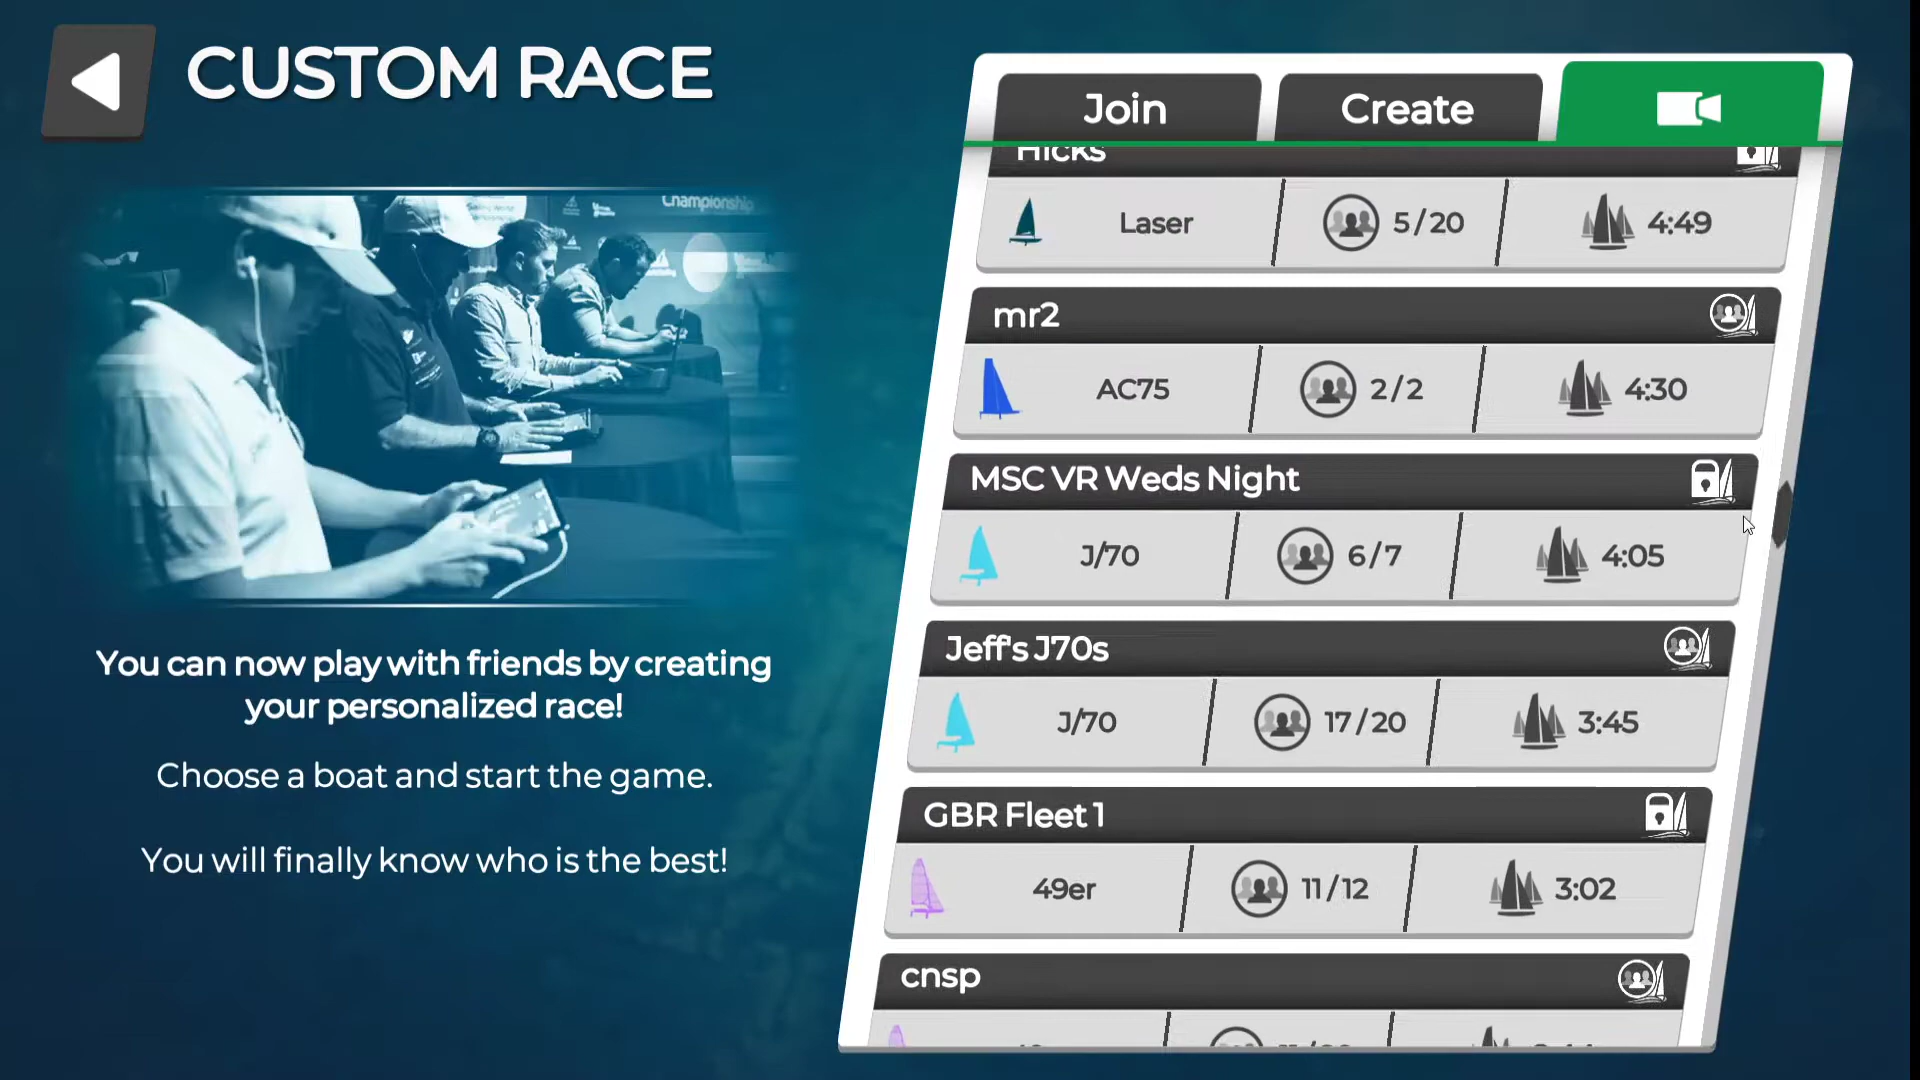 CUSTOM RACE
Championship
You can now play with friends by creating
your personalized race!
Choose a boat and start the game.
You will finally know who is the best!
Join
Create
Hicks
Laser
5/20
4:49
mr2
AC75
2/2
4:30
MSC VR Weds Night
J/70
6/7
4:05
Jeff's J70s
J/70
17/20
3:45
GBR Fleet 1
49er
11/12
3:02
cnsp